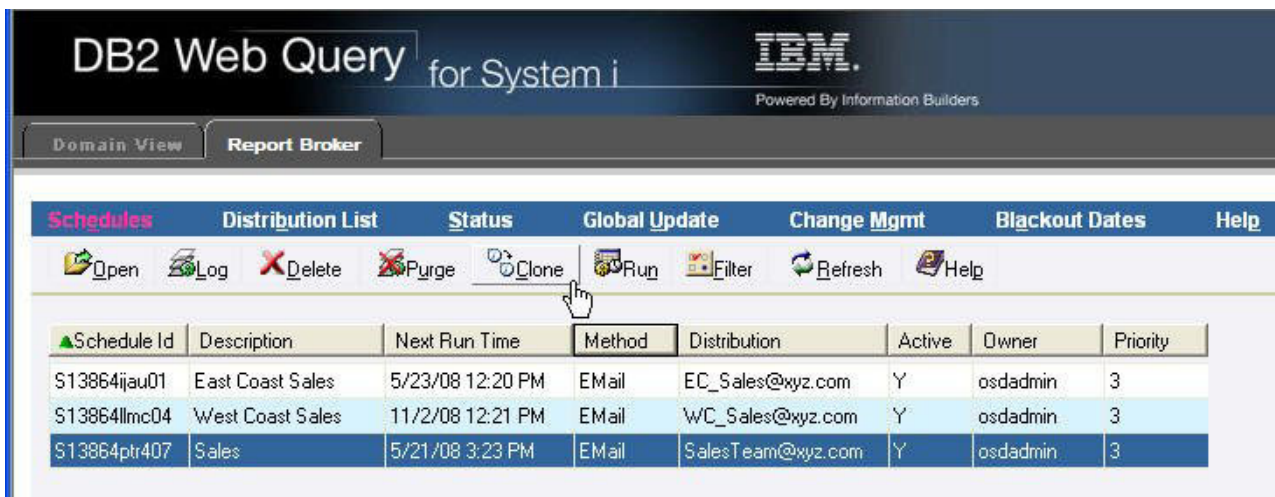 DB2 Web Query for System i
IBM.
Powered By Information Builders
Domain View Report Broker
Schedules Distribution List Status Global Update Change Mgmt Blackout Dates Help
Open Log Delete Purge Clone Run Filter Refresh Help
Schedule Id Description Next Run Time Method Distribution Active Owner Priority
S13864ijau01 East Coast Sales 5/23/08 12:20 PM EMail EC_Sales@xyz.com Y osdadmin 3
S13864llmc04 West Coast Sales 11/2/08 12:21 PM EMail WC_Sales@xyz.com Y osdadmin 3
S13864ptr407 Sales 5/21/08 3:23 PM EMail SalesTeam@xyz.com Y osdadmin 3